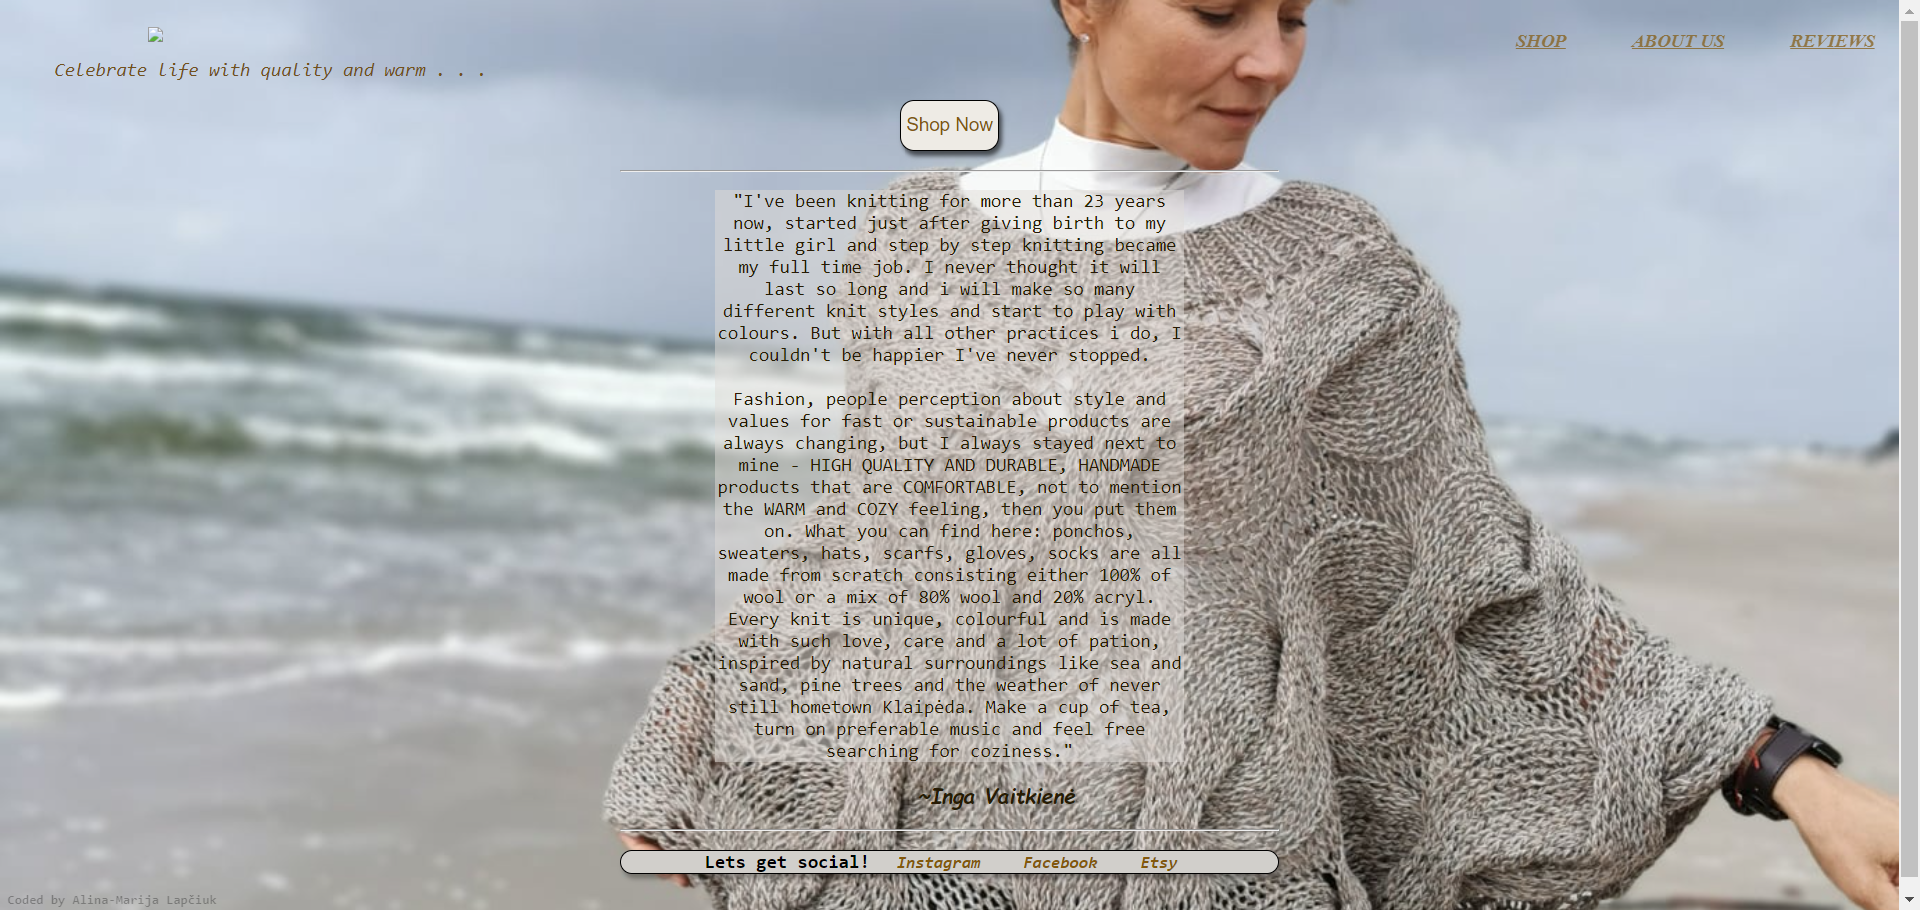 SHOP ABOUT US REVIEWS
Celebrate life with quality and warm . . .
Shop Now
"I've been knitting for more than 23 years
now, started just after giving birth to my
little girl and step by step knitting became
my full time job. I never thought it will
last so long and i will make so many
different knit styles and start to play with
colours. But with all other practices i do, I
couldn't be happier I've never stopped.
Fashion, people perception about style and
values for fast or sustainable products are
always changing, but I always stayed next to
mine - HIGH QUALITY AND DURABLE, HANDMADE
products that are COMFORTABLE, not to mention
the WARM and COZY feeling, then you put them
on. What you can find here: ponchos,
sweaters, hats, scarfs, gloves, socks are all
made from scratch consisting either 100% of
wool or a mix of 80% wool and 20% acryl.
Every knit is unique, colourful and is made
with such love, care and a lot of pation,
inspired by natural surroundings like sea and
sand, pine trees and the weather of never
still hometown Klaipėda. Make a cup of tea,
turn on preferable music and feel free
searching for coziness."
~Inga Vaitkienė
Lets get social! Instagram Facebook Etsy
Coded by Alina-Marija Lapčiuk